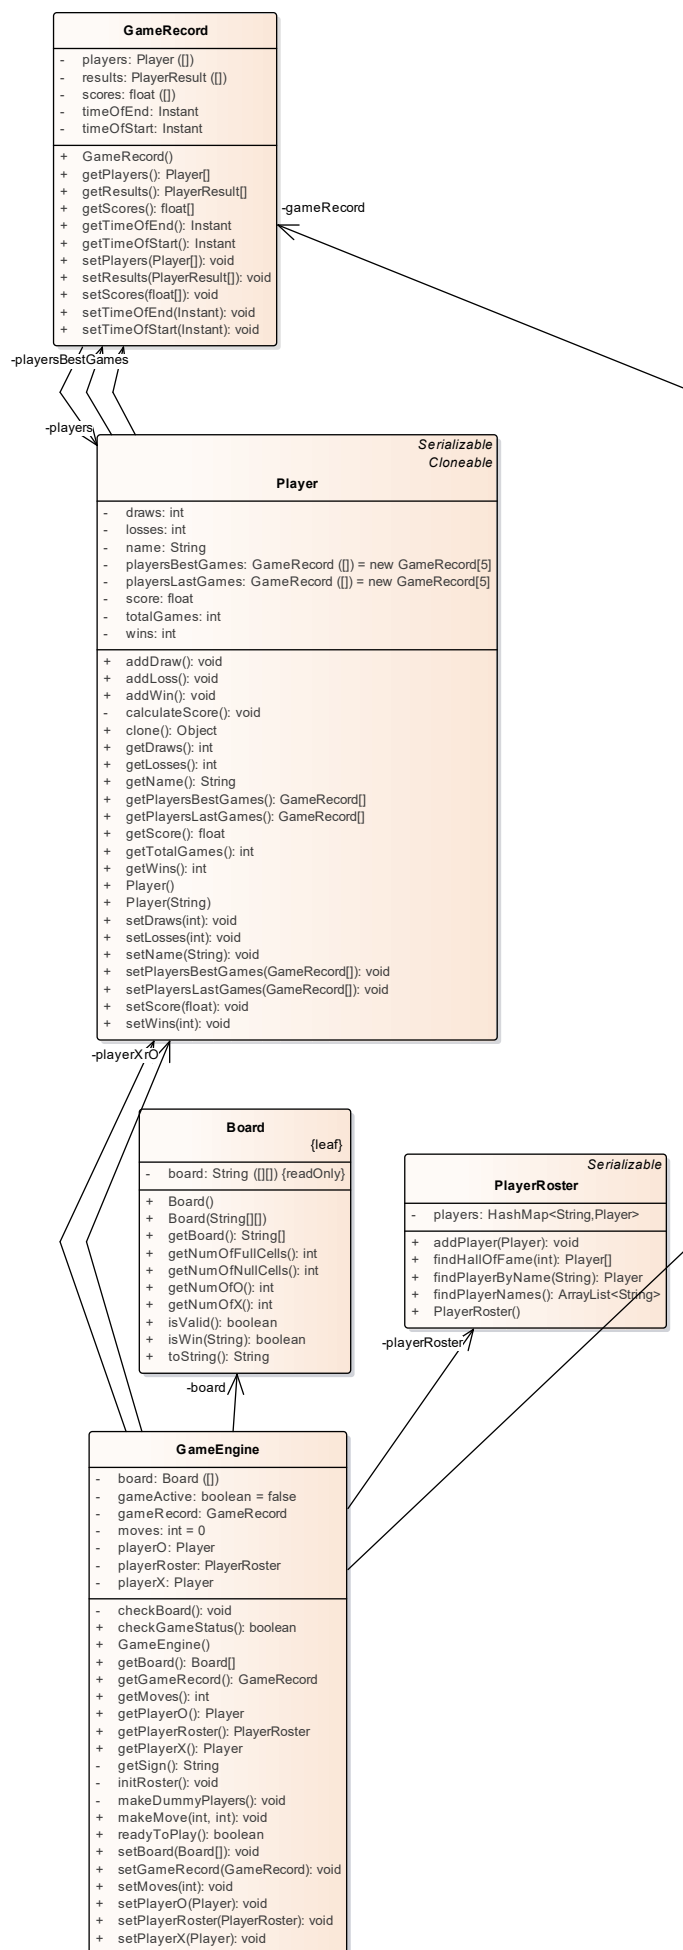 GameRecord
- players: Player ([])
- results: PlayerResult ([])
- scores: float ([])
- timeOfEnd: Instant
- timeOfStart: Instant
+ GameRecord()
+ getPlayers(): Player[]
+ getResults(): PlayerResult[]
+ getScores(): float[]
+ getTimeOfEnd(): Instant
+ getTimeOfStart(): Instant
+ setPlayers(Player[]): void
+ setResults(PlayerResult[]): void
+ setScores(float[]): void
+ setTimeOfEnd(Instant): void
+ setTimeOfStart(Instant): void
-gameRecord
-playersBestGames
-players
Serializable
Cloneable
Player
- draws: int
- losses: int
- name: String
- playersBestGames: GameRecord ([]) = new GameRecord[5]
- playersLastGames: GameRecord ([]) = new GameRecord[5]
- score: float
- totalGames: int
- wins: int
+ addDraw(): void
+ addLoss(): void
+ addWin(): void
- calculateScore(): void
+ clone(): Object
+ getDraws(): int
+ getLosses(): int
+ getName(): String
+ getPlayersBestGames(): GameRecord[]
+ getPlayersLastGames(): GameRecord[]
+ getScore(): float
+ getTotalGames(): int
+ getWins(): int
+ Player()
+ Player(String)
+ setDraws(int): void
+ setLosses(int): void
+ setName(String): void
+ setPlayersBestGames(GameRecord[]): void
+ setPlayersLastGames(GameRecord[]): void
+ setScore(float): void
+ setWins(int): void
Board
{leaf}
- board: String ([][]) {readOnly}
+ Board()
+ Board(String[][])
+ getBoard(): String[]
+ getNumOfFullCells(): int
+ getNumOfNullCells(): int
+ getNumOfO(): int
+ getNumOfX(): int
+ isValid(): boolean
+ isWin(String): boolean
+ toString(): String
Serializable
PlayerRoster
- players: HashMap<String,Player>
+ addPlayer(Player): void
+ findHallOfFame(int): Player[]
+ findPlayerByName(String): Player
+ findPlayerNames(): ArrayList<String>
+ PlayerRoster()
-playerRoster
-board
GameEngine
- board: Board ([])
- gameActive: boolean = false
- gameRecord: GameRecord
- moves: int = 0
- playerO: Player
- playerRoster: PlayerRoster
- playerX: Player
- checkBoard(): void
+ checkGameStatus(): boolean
+ GameEngine()
+ getBoard(): Board[]
+ getGameRecord(): GameRecord
+ getMoves(): int
+ getPlayerO(): Player
+ getPlayerRoster(): PlayerRoster
+ getPlayerX(): Player
- getSign(): String
- initRoster(): void
- makeDummyPlayers(): void
+ makeMove(int, int): void
+ readyToPlay(): boolean
+ setBoard(Board[]): void
+ setGameRecord(GameRecord): void
+ setMoves(int): void
+ setPlayerO(Player): void
+ setPlayerRoster(PlayerRoster): void
+ setPlayerX(Player): void